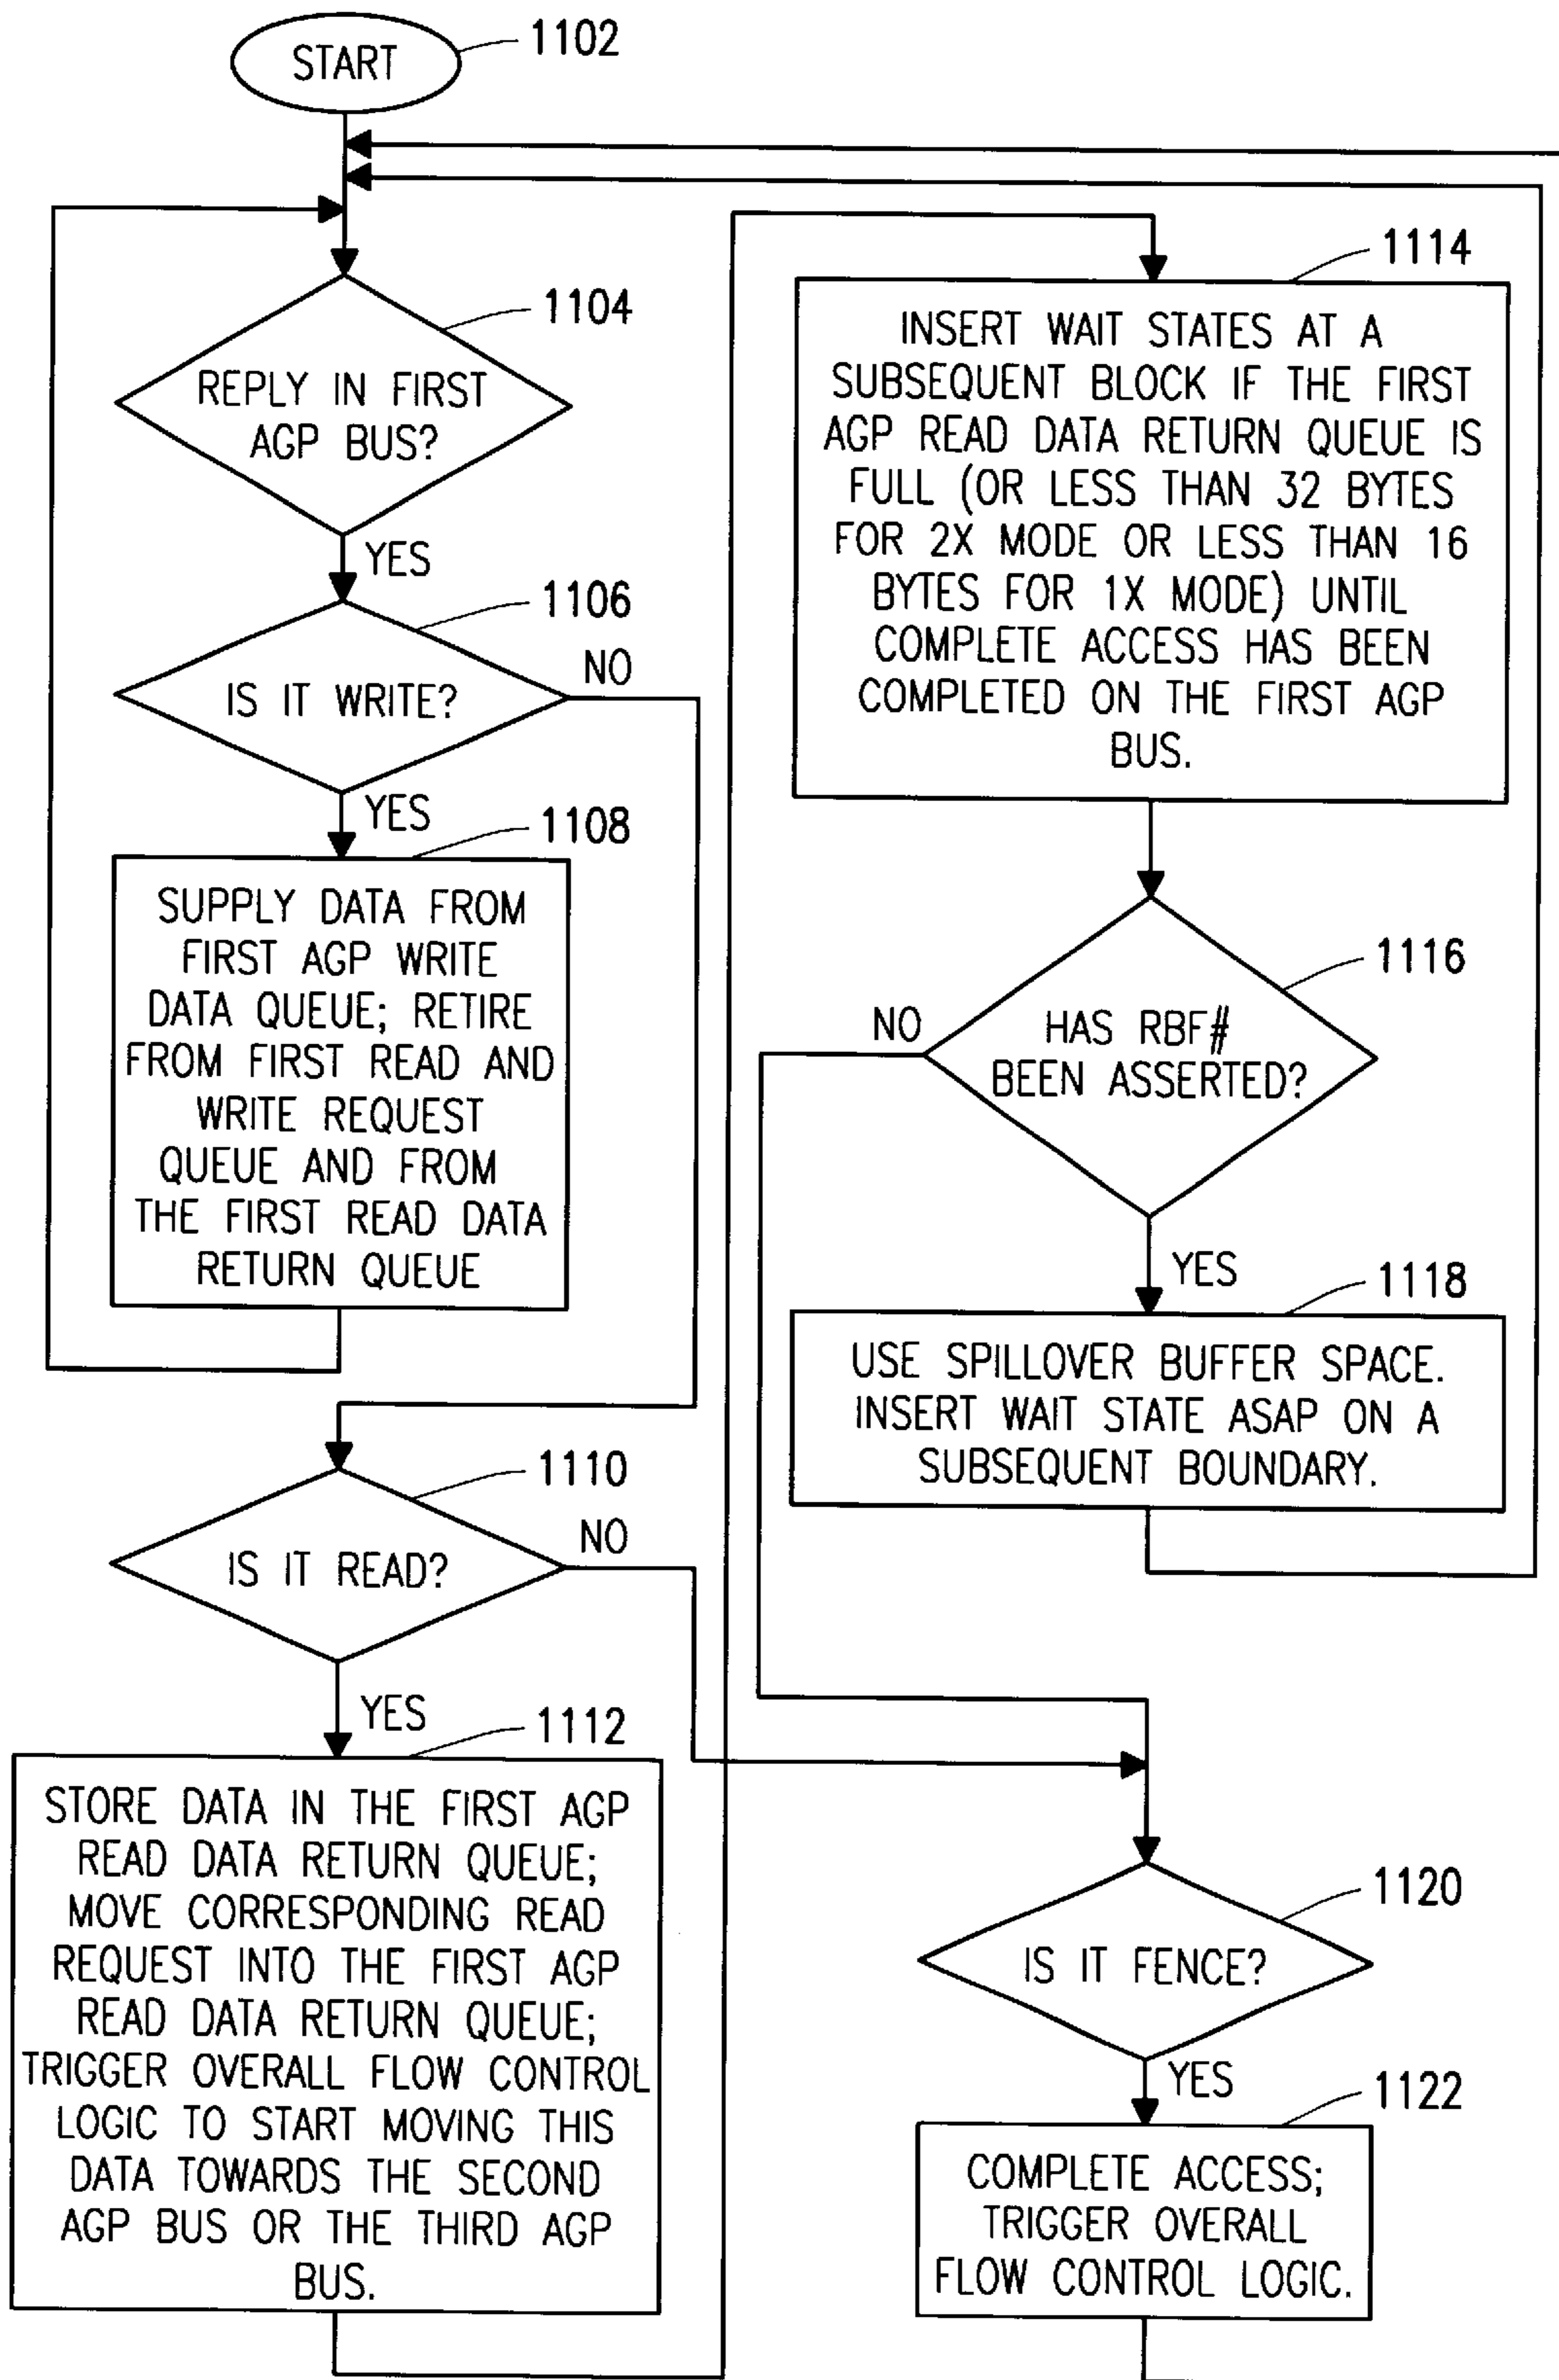 START
1102
1104
REPLY IN FIRST
AGP BUS?
YES
1106
NO
IS IT WRITE?
YES
1108
SUPPLY DATA FROM
FIRST AGP WRITE
DATA QUEUE; RETIRE
FROM FIRST READ AND
WRITE REQUEST
QUEUE AND FROM
THE FIRST READ DATA
RETURN QUEUE
1110
NO
IS IT READ?
YES
1112
STORE DATA IN THE FIRST AGP
READ DATA RETURN QUEUE;
MOVE CORRESPONDING READ
REQUEST INTO THE FIRST AGP
READ DATA RETURN QUEUE;
TRIGGER OVERALL FLOW CONTROL
LOGIC TO START MOVING THIS
DATA TOWARDS THE SECOND
AGP BUS OR THE THIRD AGP
BUS.
1114
INSERT WAIT STATES AT A
SUBSEQUENT BLOCK IF THE FIRST
AGP READ DATA RETURN QUEUE IS
FULL (OR LESS THAN 32 BYTES
FOR 2X MODE OR LESS THAN 16
BYTES FOR 1X MODE) UNTIL
COMPLETE ACCESS HAS BEEN
COMPLETED ON THE FIRST AGP
BUS.
1116
NO
HAS RBF#
BEEN ASSERTED?
YES
1118
USE SPILLOVER BUFFER SPACE.
INSERT WAIT STATE ASAP ON A
SUBSEQUENT BOUNDARY.
1120
IS IT FENCE?
YES
1122
COMPLETE ACCESS;
TRIGGER OVERALL
FLOW CONTROL LOGIC.